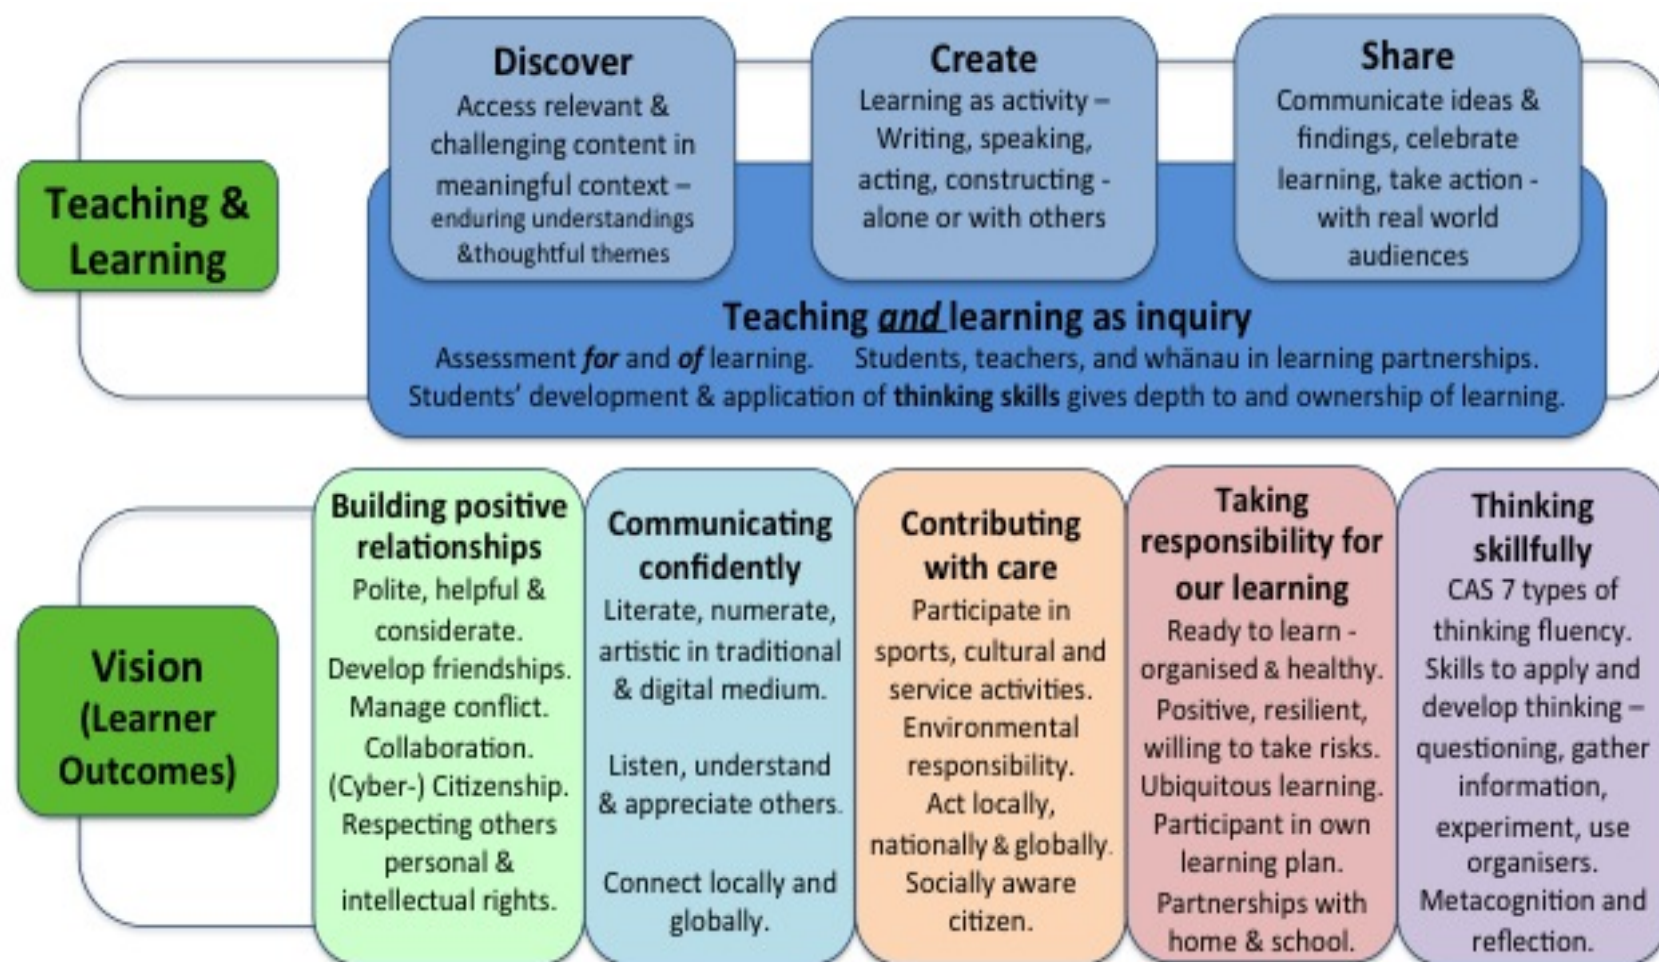 Teaching &
Learning
Discover
Access relevant &
challenging content in
meaningful context –
enduring understandings
&thoughtful themes
Create
Learning as activity –
Writing, speaking,
acting, constructing -
alone or with others
Share
Communicate ideas &
findings, celebrate
learning, take action -
with real world
audiences
Teaching and learning as inquiry
Assessment for and of learning. Students, teachers, and whänau in learning partnerships.
Students' development & application of thinking skills gives depth to and ownership of learning.
Vision
(Learner
Outcomes)
Building positive
relationships
Polite, helpful &
considerate.
Develop friendships.
Manage conflict.
Collaboration.
(Cyber-) Citizenship.
Respecting others
personal &
intellectual rights.
Communicating
confidently
Literate, numerate,
artistic in traditional
& digital medium.
Listen, understand
& appreciate others.
Connect locally and
globally.
Contributing
with care
Participate in
sports, cultural and
service activities.
Environmental
responsibility.
Act locally,
nationally & globally.
Socially aware
citizen.
Taking
responsibility for
our learning
Ready to learn -
organised & healthy.
Positive, resilient,
willing to take risks.
Ubiquitous learning.
Participant in own
learning plan.
Partnerships with
home & school.
Thinking
skillfully
CAS 7 types of
thinking fluency.
Skills to apply and
develop thinking –
questioning, gather
information,
experiment, use
organisers.
Metacognition and
reflection.